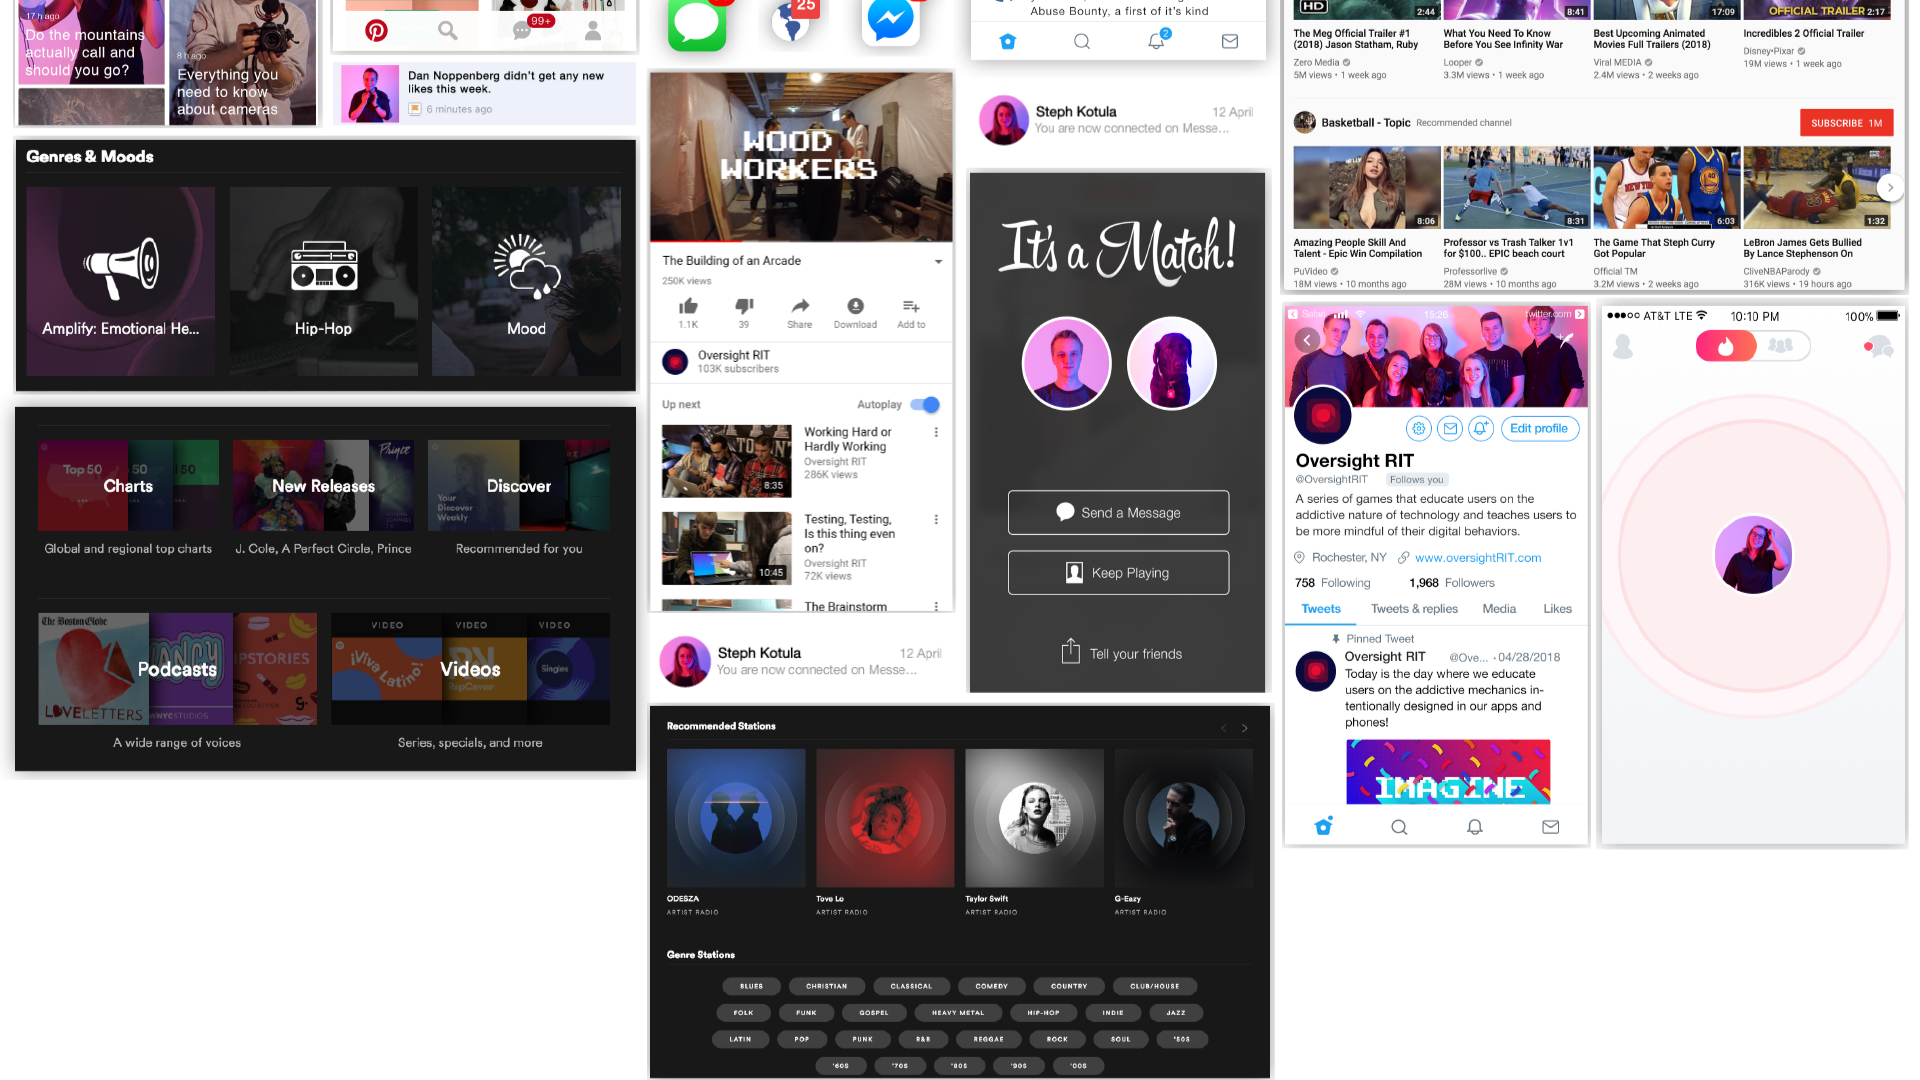 17 h ago
Do the mountains
actually call and
should you go?
8 h ago
Everything you
need to know
about cameras
99+
Dan Noppenberg didn't get any new
likes this week.
6 minutes ago
Genres & Moods
Amplify: Emotional He...
Hip-Hop
Mood
Top 50
50
50
Charts
Global and regional top charts
Prince
New Releases
J. Cole, A Perfect Circle, Prince
Your
Discover
Weekly
Discover
Recommended for you
The Boston Globe
LOVE LETTERS
NANCY
WNYCSTUDIOS
Podcasts
A wide range of voices
VIDEO
VIDEO
VIDEO
¡Viva Latino!
RapCaviar
Singles
Videos
Series, specials, and more
25
WOOD
WORKERS
The Building of an Arcade
250K views
1.1K
39
Share
Download
Add to
Oversight RIT
103K subscribers
Up next
Autoplay
Working Hard or
Hardly Working
Oversight RIT
286K views
8:35
Testing, Testing,
Is this thing even
on?
Oversight RIT
72K views
10:45
The Brainstorm
Steph Kotula
12 April
You are now connected on Messe...
Abuse Bounty, a first of it's kind
2
Steph Kotula
12 April
You are now connected on Messe...
It's a Match!
Send a Message
Keep Playing
Tell your friends
Recommended Stations
ODESZA
ARTIST RADIO
Tove Lo
ARTIST RADIO
Taylor Swift
ARTIST RADIO
G-Eazy
ARTIST RADIO
Genre Stations
BLUES
CHRISTIAN
CLASSICAL
COMEDY
COUNTRY
CLUB/HOUSE
FOLK
FUNK
GOSPEL
HEAVY METAL
HIP-HOP
INDIE
JAZZ
LATIN
POP
PUNK
R&B
REGGAE
ROCK
SOUL
'50S
'60S
'70S
'80S
'90S
'00S
HD
2:44
The Meg Official Trailer #1
(2018) Jason Statham, Ruby
Zero Media
5M views • 1 week ago
8:41
What You Need To Know
Before You See Infinity War
Looper
3.3M views • 1 week ago
17:09
Best Upcoming Animated
Movies Full Trailers (2018)
Viral MEDIA
2.4M views • 2 weeks ago
OFFICIAL TRAILER 2:17
Incredibles 2 Official Trailer
Disney•Pixar
19M views • 1 week ago
Basketball - Topic
Recommended channel
SUBSCRIBE 1M
8:06
Amazing People Skill And
Talent - Epic Win Compilation
PuVideo
18M views • 10 months ago
8:31
Professor vs Trash Talker 1v1
for $100.. EPIC beach court
Professorlive
28M views • 10 months ago
6:03
The Game That Steph Curry
Got Popular
Official TM
3.2M views • 2 weeks ago
1:32
LeBron James Gets Bullied
By Lance Stephenson On
CliveNBAParody
316K views • 19 hours ago
Safari
15:26
twitter.com
Edit profile
Oversight RIT
@OversightRIT
Follows you
A series of games that educate users on the
addictive nature of technology and teaches users to
be more mindful of their digital behaviors.
Rochester, NY
www.oversightRIT.com
758 Following
1,968 Followers
Tweets
Tweets & replies
Media
Likes
Pinned Tweet
Oversight RIT
@Ove... · 04/28/2018
Today is the day where we educate
users on the addictive mechanics in-
tentionally designed in our apps and
phones!
IMAGINE
AT&T LTE
10:10 PM
100%